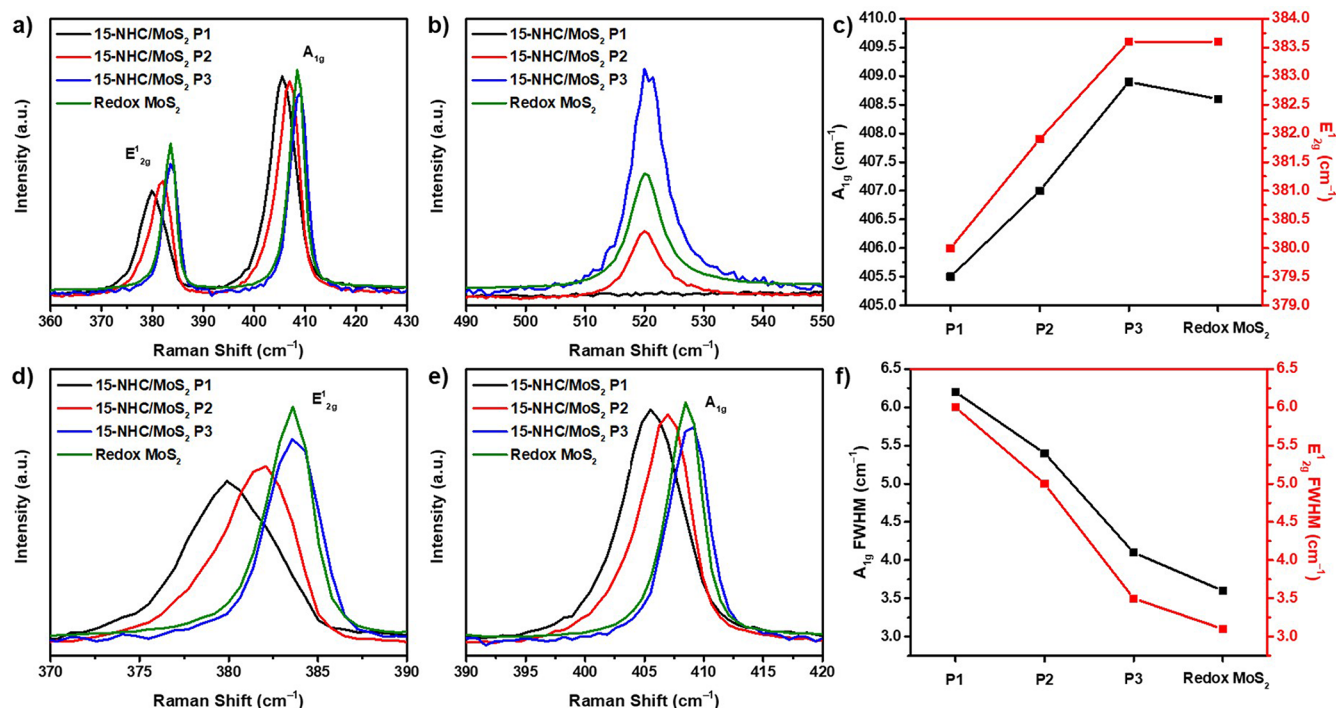 a)
15-NHC/MoS₂ P1
15-NHC/MoS₂ P2
15-NHC/MoS₂ P3
Redox MoS₂
A₁g
E¹₂g
Intensity (a.u.)
360 370 380 390 400 410 420 430
Raman Shift (cm⁻¹)
b)
15-NHC/MoS₂ P1
15-NHC/MoS₂ P2
15-NHC/MoS₂ P3
Redox MoS₂
Intensity (a.u.)
490 500 510 520 530 540 550
Raman Shift (cm⁻¹)
c)
410.0
409.5
409.0
408.5
408.0
407.5
407.0
406.5
406.0
405.5
405.0
A₁g (cm⁻¹)
384.0
383.5
383.0
382.5
382.0
381.5
381.0
380.5
380.0
379.5
379.0
E¹₂g (cm⁻¹)
P1 P2 P3 Redox MoS₂
d)
15-NHC/MoS₂ P1
15-NHC/MoS₂ P2
15-NHC/MoS₂ P3
Redox MoS₂
E¹₂g
Intensity (a.u.)
370 375 380 385 390
Raman Shift (cm⁻¹)
e)
15-NHC/MoS₂ P1
15-NHC/MoS₂ P2
15-NHC/MoS₂ P3
Redox MoS₂
A₁g
Intensity (a.u.)
390 395 400 405 410 415 420
Raman Shift (cm⁻¹)
f)
6.5
6.0
5.5
5.0
4.5
4.0
3.5
3.0
A₁g FWHM (cm⁻¹)
6.5
6.0
5.5
5.0
4.5
4.0
3.5
3.0
E¹₂g FWHM (cm⁻¹)
P1 P2 P3 Redox MoS₂